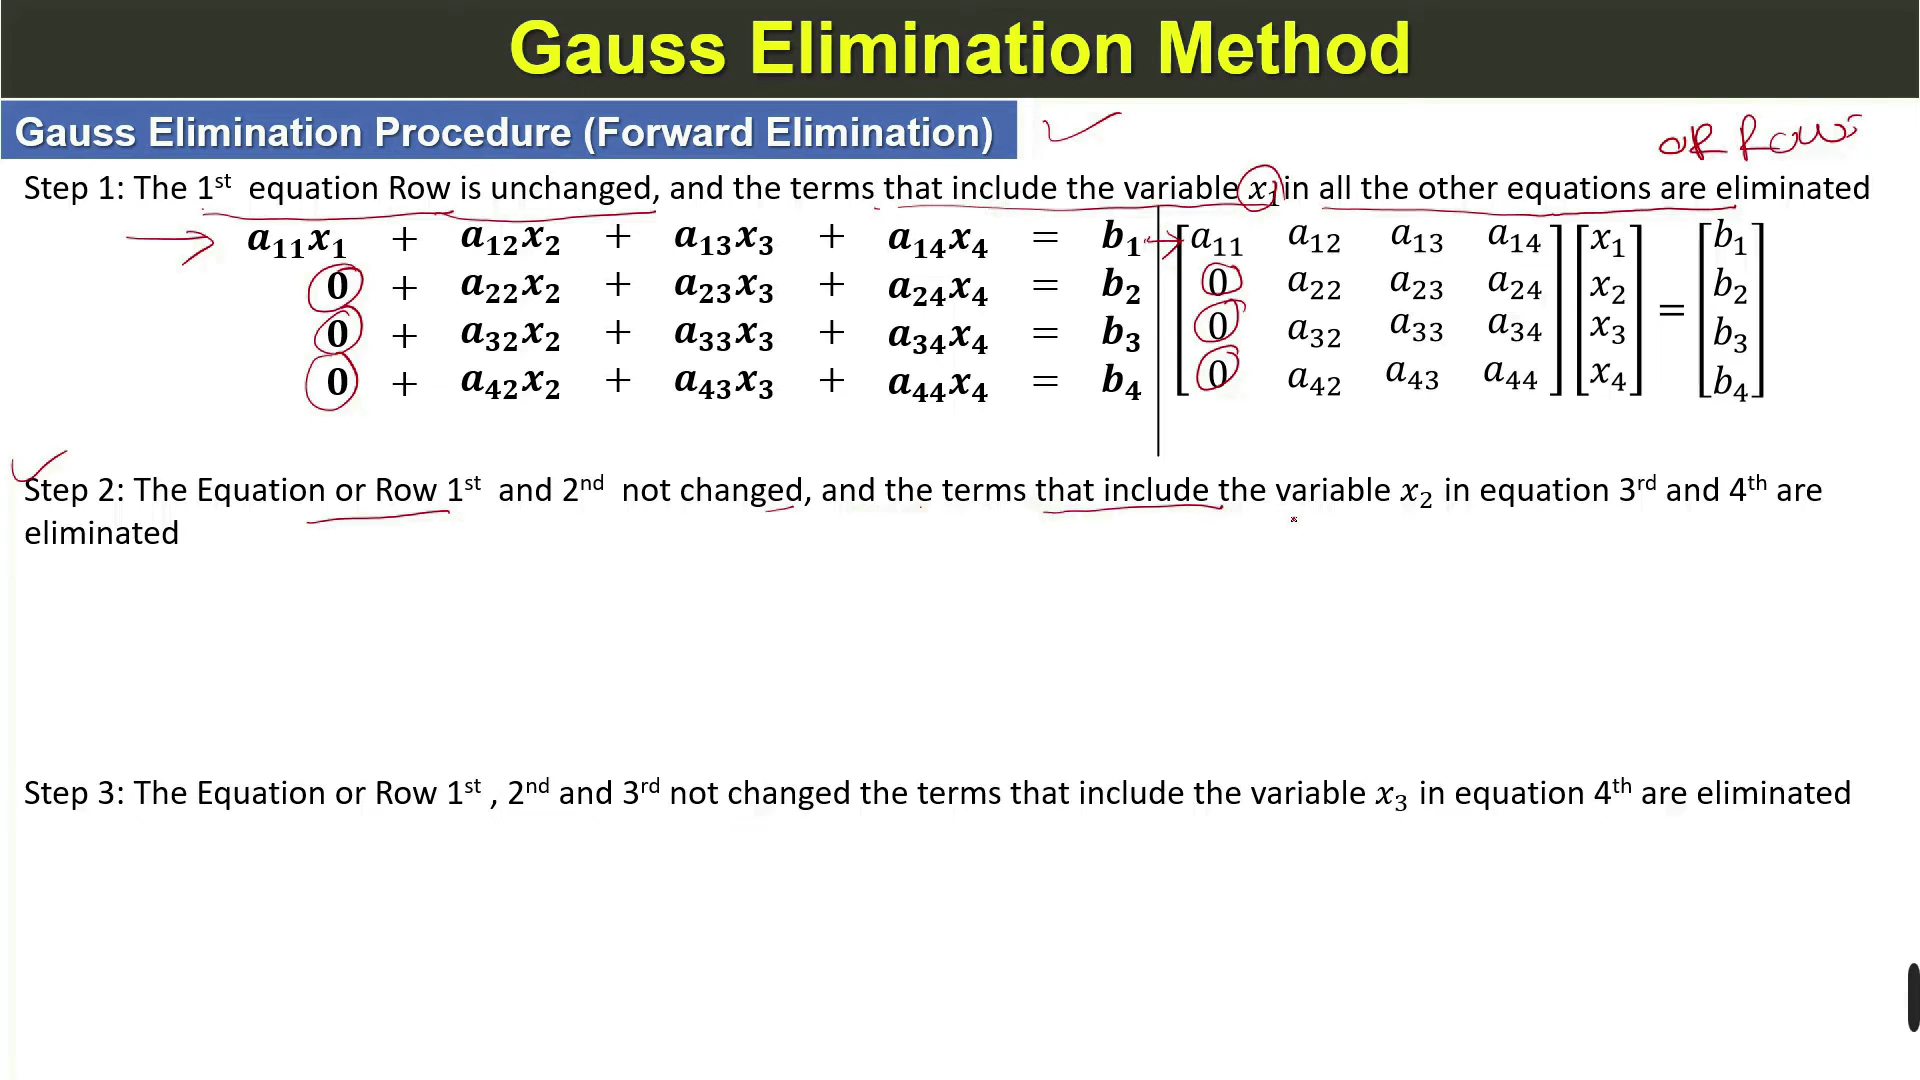 Gauss Elimination Method
Gauss Elimination Procedure (Forward Elimination)
OR Rows
Step 1: The 1st equation Row is unchanged, and the terms that include the variable x₁ in all the other equations are eliminated
a₁₁x₁ + a₁₂x₂ + a₁₃x₃ + a₁₄x₄ = b₁
0 + a₂₂x₂ + a₂₃x₃ + a₂₄x₄ = b₂
0 + a₃₂x₂ + a₃₃x₃ + a₃₄x₄ = b₃
0 + a₄₂x₂ + a₄₃x₃ + a₄₄x₄ = b₄
[a₁₁ a₁₂ a₁₃ a₁₄] [x₁] [b₁]
[0 a₂₂ a₂₃ a₂₄] [x₂] [b₂]
[0 a₃₂ a₃₃ a₃₄] [x₃] = [b₃]
[0 a₄₂ a₄₃ a₄₄] [x₄] [b₄]
Step 2: The Equation or Row 1st and 2nd not changed, and the terms that include the variable x₂ in equation 3rd and 4th are
eliminated
Step 3: The Equation or Row 1st , 2nd and 3rd not changed the terms that include the variable x₃ in equation 4th are eliminated